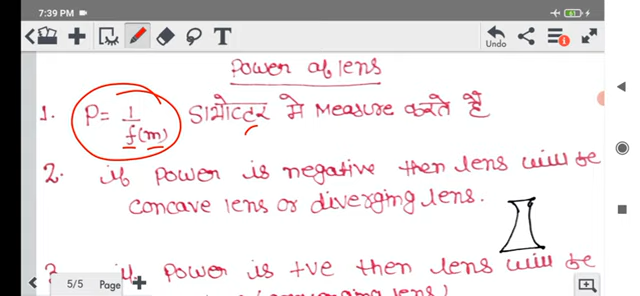 7:39 PM
61
Undo
Power of lens
1. P = 1/f(m) डायोप्टर मे measure करते हैं
2. if power is negative then lens will be
concave lens or diverging lens.
3. if power is +ve then lens will be
5/5